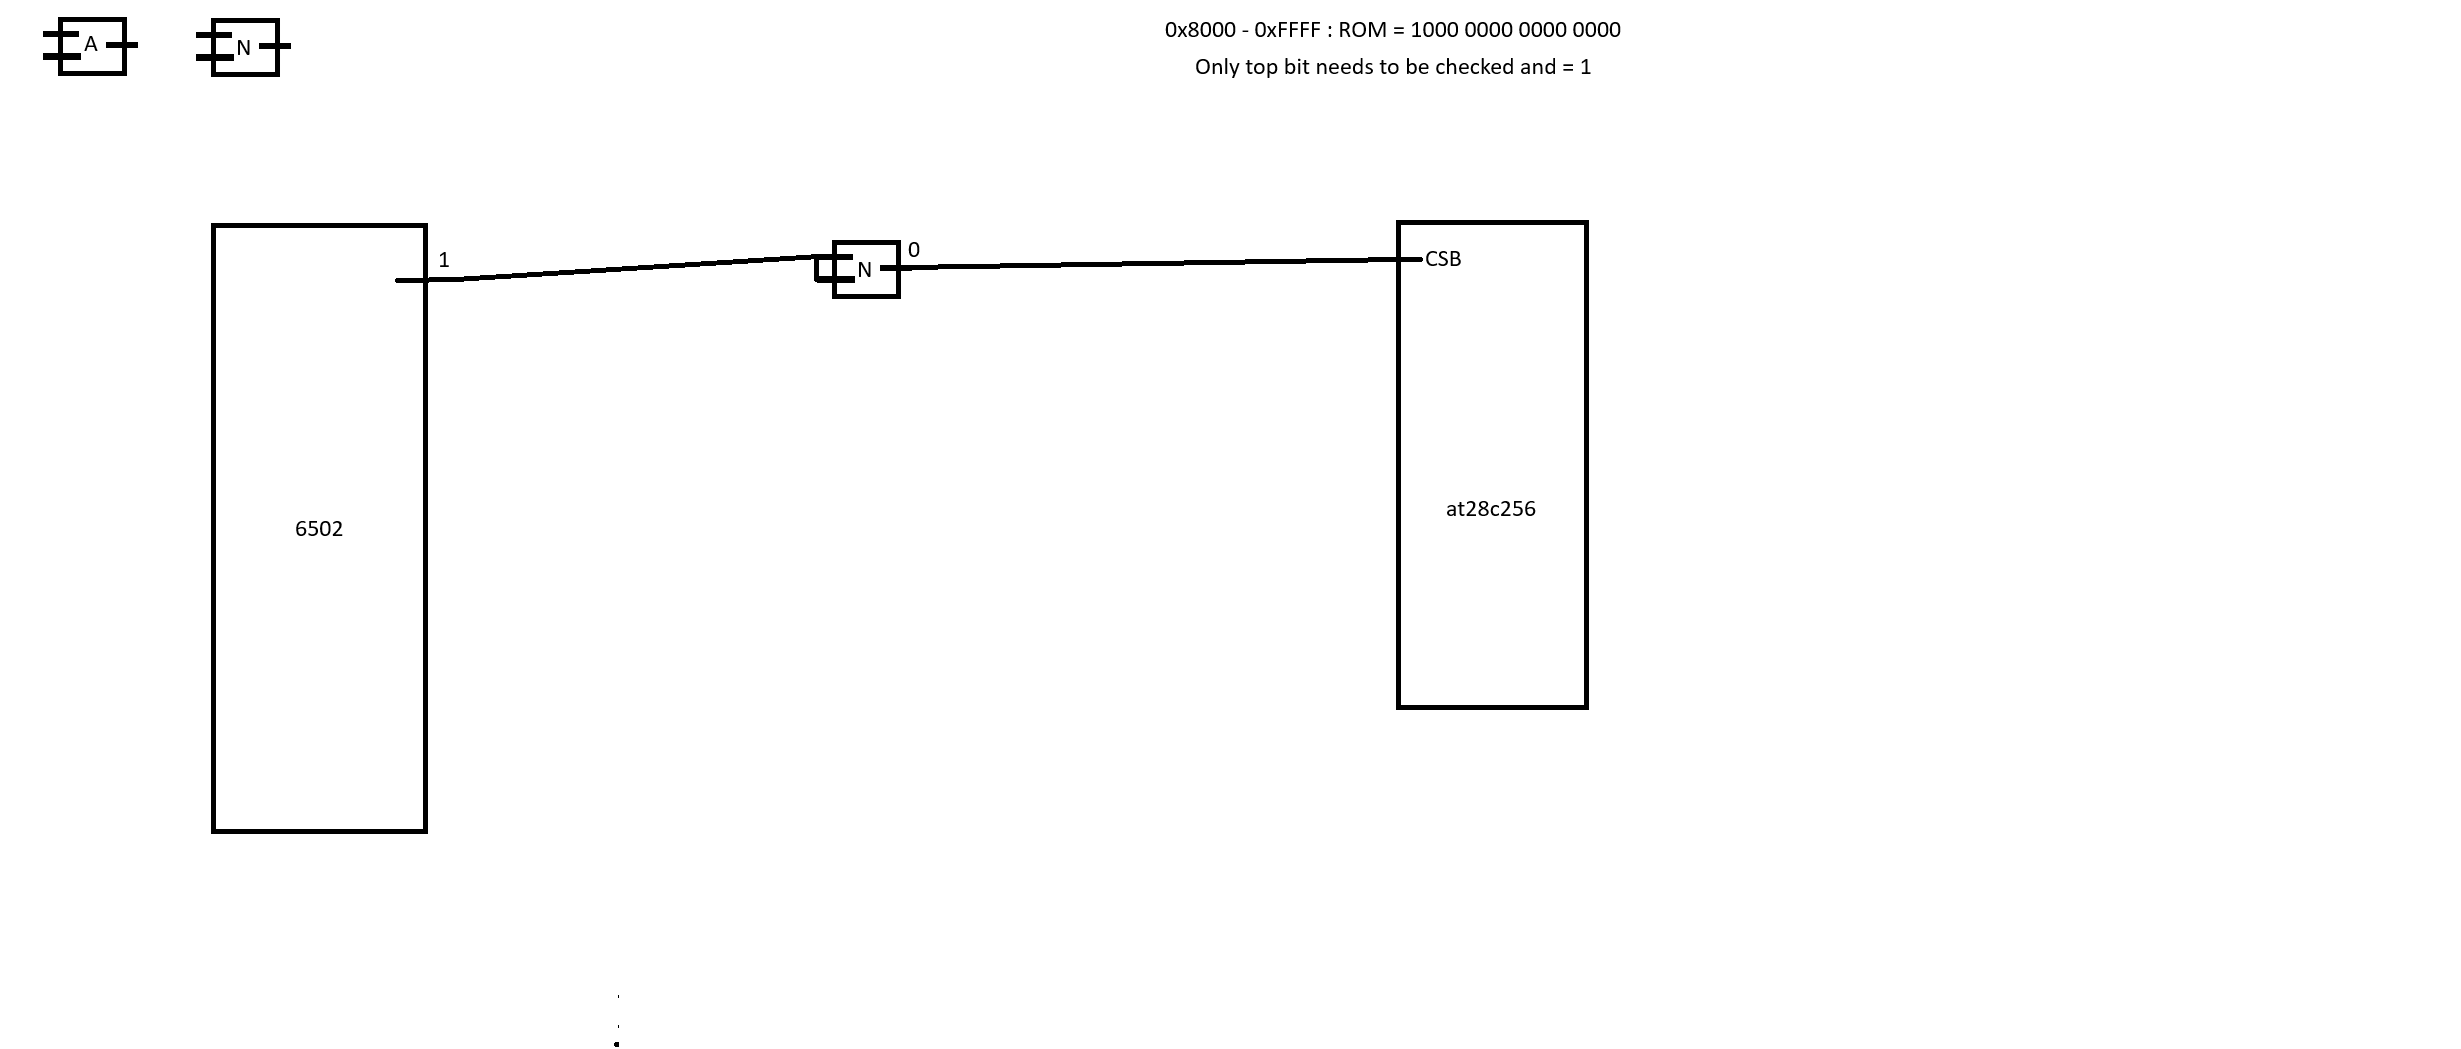 A
N
0x8000 - 0xFFFF : ROM = 1000 0000 0000 0000
Only top bit needs to be checked and = 1
1
0
N
CSB
6502
at28c256